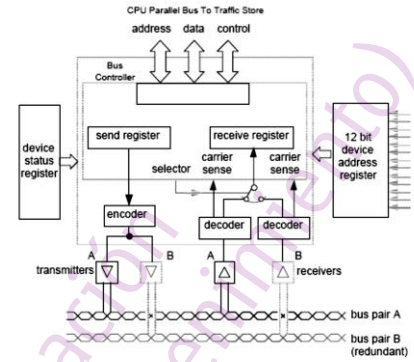 CPU Parallel Bus To Traffic Store
address data control
Bus
Controller
send register
receive register
device
status
register
12 bit
device
address
register
selector
carrier
sense
carrier
sense
encoder
decoder
decoder
A
B
A
B
transmitters
receivers
bus pair A
bus pair B
(redundant)